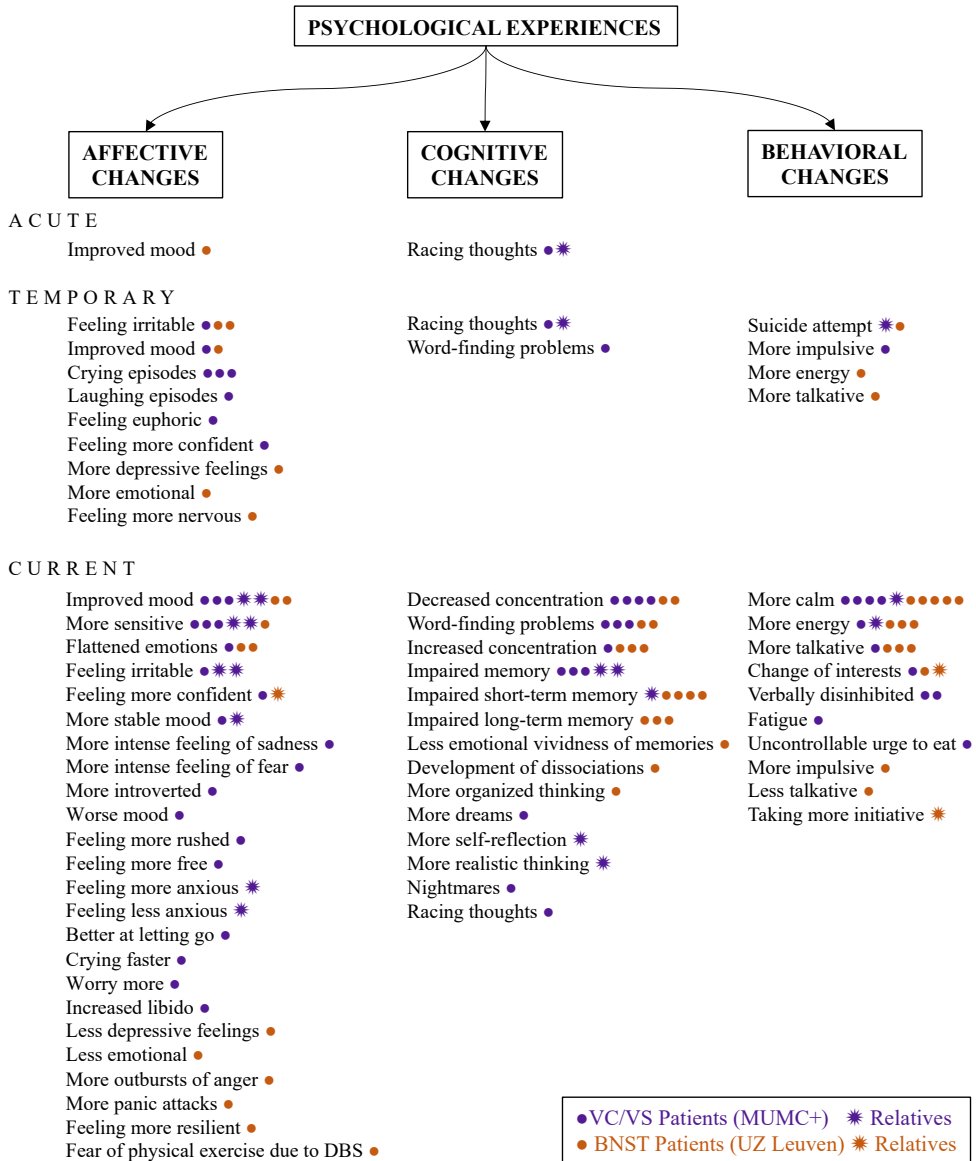 PSYCHOLOGICAL EXPERIENCES
AFFECTIVE
CHANGES
COGNITIVE
CHANGES
BEHAVIORAL
CHANGES
ACUTE
Improved mood
Racing thoughts
TEMPORARY
Feeling irritable
Improved mood
Crying episodes
Laughing episodes
Feeling euphoric
Feeling more confident
More depressive feelings
More emotional
Feeling more nervous
Racing thoughts
Word-finding problems
Suicide attempt
More impulsive
More energy
More talkative
CURRENT
Improved mood
More sensitive
Flattened emotions
Feeling irritable
Feeling more confident
More stable mood
More intense feeling of sadness
More intense feeling of fear
More introverted
Worse mood
Feeling more rushed
Feeling more free
Feeling more anxious
Feeling less anxious
Better at letting go
Crying faster
Worry more
Increased libido
Less depressive feelings
Less emotional
More outbursts of anger
More panic attacks
Feeling more resilient
Fear of physical exercise due to DBS
Decreased concentration
Word-finding problems
Increased concentration
Impaired memory
Impaired short-term memory
Impaired long-term memory
Less emotional vividness of memories
Development of dissociations
More organized thinking
More dreams
More self-reflection
More realistic thinking
Nightmares
Racing thoughts
More calm
More energy
More talkative
Change of interests
Verbally disinhibited
Fatigue
Uncontrollable urge to eat
More impulsive
Less talkative
Taking more initiative
VC/VS Patients (MUMC+) Relatives
BNST Patients (UZ Leuven) Relatives